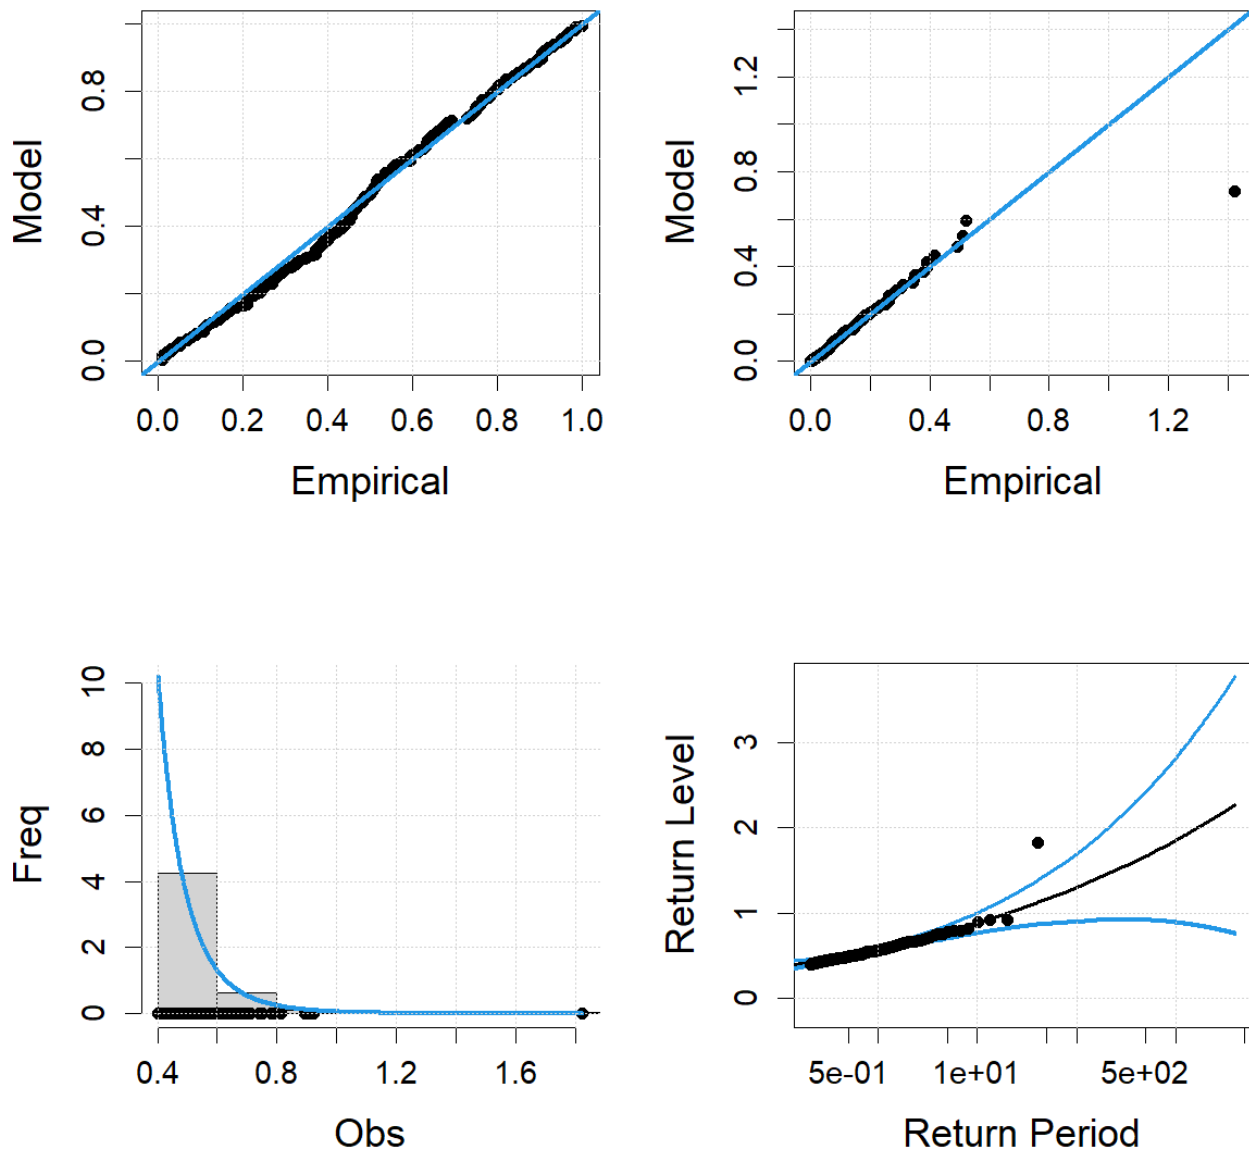 Model
0.0 0.4 0.8
0.0 0.2 0.4 0.6 0.8 1.0
Empirical
Model
0.0 0.4 0.8 1.2
0.0 0.4 0.8 1.2
Empirical
Freq
0 2 4 6 8 10
0.4 0.8 1.2 1.6
Obs
Return Level
0 1 2 3
5e-01 1e+01 5e+02
Return Period